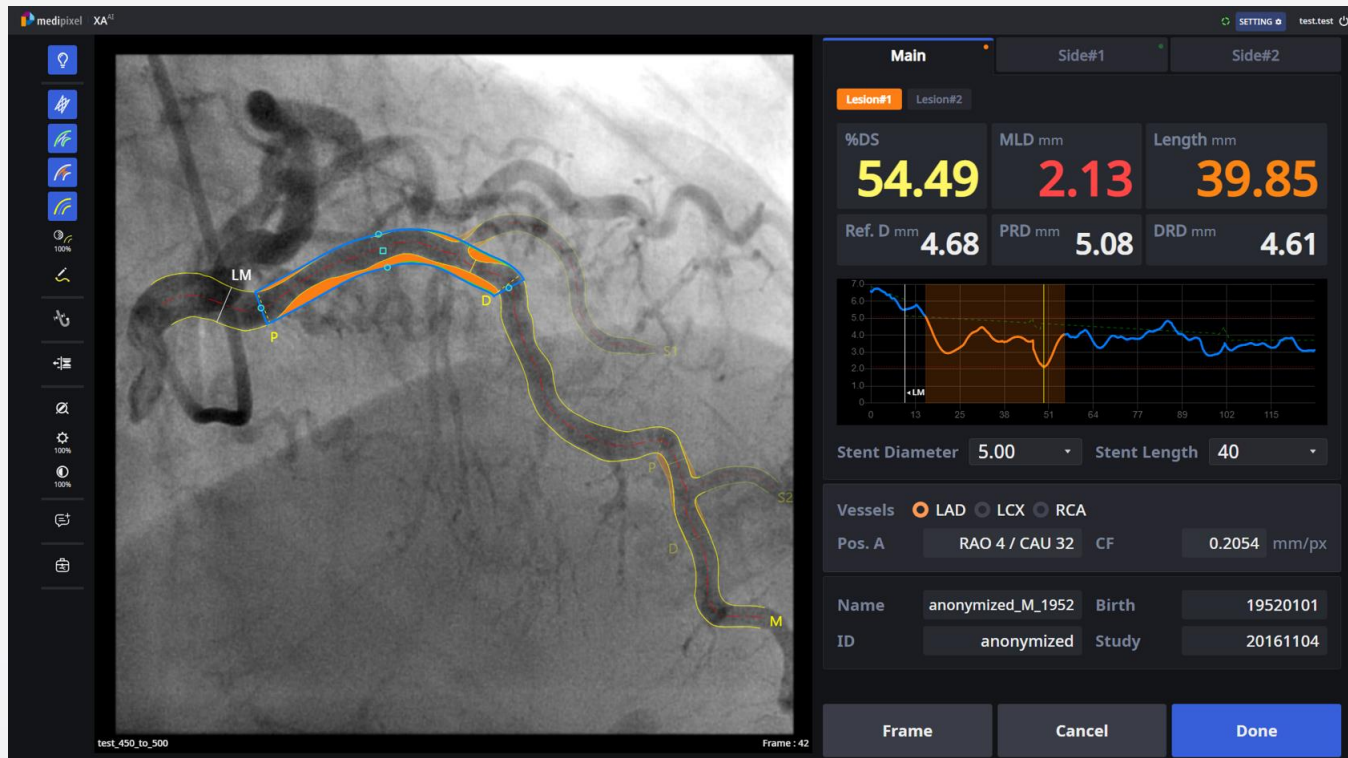 medipixel XA AI
SETTING test.test
100%
100%
100%
LM
P
D
S1
P
S2
D
M
test_450_to_500
Frame : 42
Main Side#1 Side#2
Lesion#1 Lesion#2
%DS MLD mm Length mm
54.49 2.13 39.85
Ref. D mm 4.68 PRD mm 5.08 DRD mm 4.61
7.0
6.0
5.0
4.0
3.0
2.0
1.0
0
LM
0 13 25 38 51 64 77 89 102 115
Stent Diameter 5.00 Stent Length 40
Vessels LAD LCX RCA
Pos. A RAO 4 / CAU 32 CF 0.2054 mm/px
Name anonymized_M_1952 Birth 19520101
ID anonymized Study 20161104
Frame Cancel Done